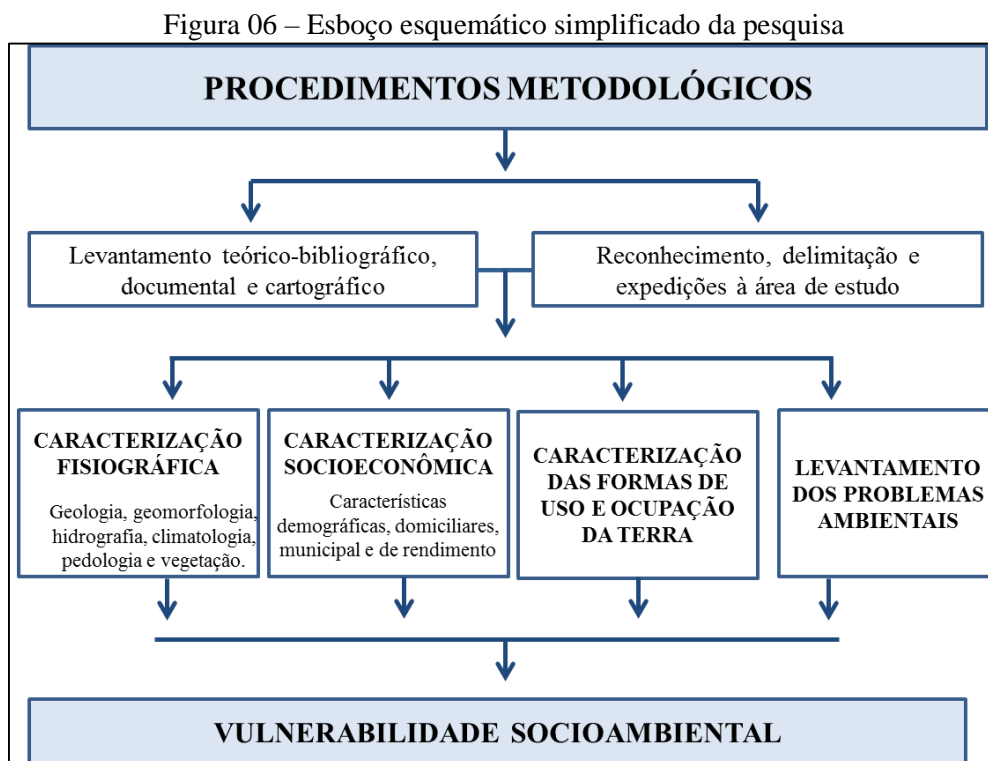 Figura 06 – Esboço esquemático simplificado da pesquisa
PROCEDIMENTOS METODOLÓGICOS
Levantamento teórico-bibliográfico,
documental e cartográfico
Reconhecimento, delimitação e
expedições à área de estudo
CARACTERIZAÇÃO
FISIOGRÁFICA
Geologia, geomorfologia,
hidrografia, climatologia,
pedologia e vegetação.
CARACTERIZAÇÃO
SOCIOECONÔMICA
Características
demográficas, domiciliares,
municipal e de rendimento
CARACTERIZAÇÃO
DAS FORMAS DE
USO E OCUPAÇÃO
DA TERRA
LEVANTAMENTO
DOS PROBLEMAS
AMBIENTAIS
VULNERABILIDADE SOCIOAMBIENTAL